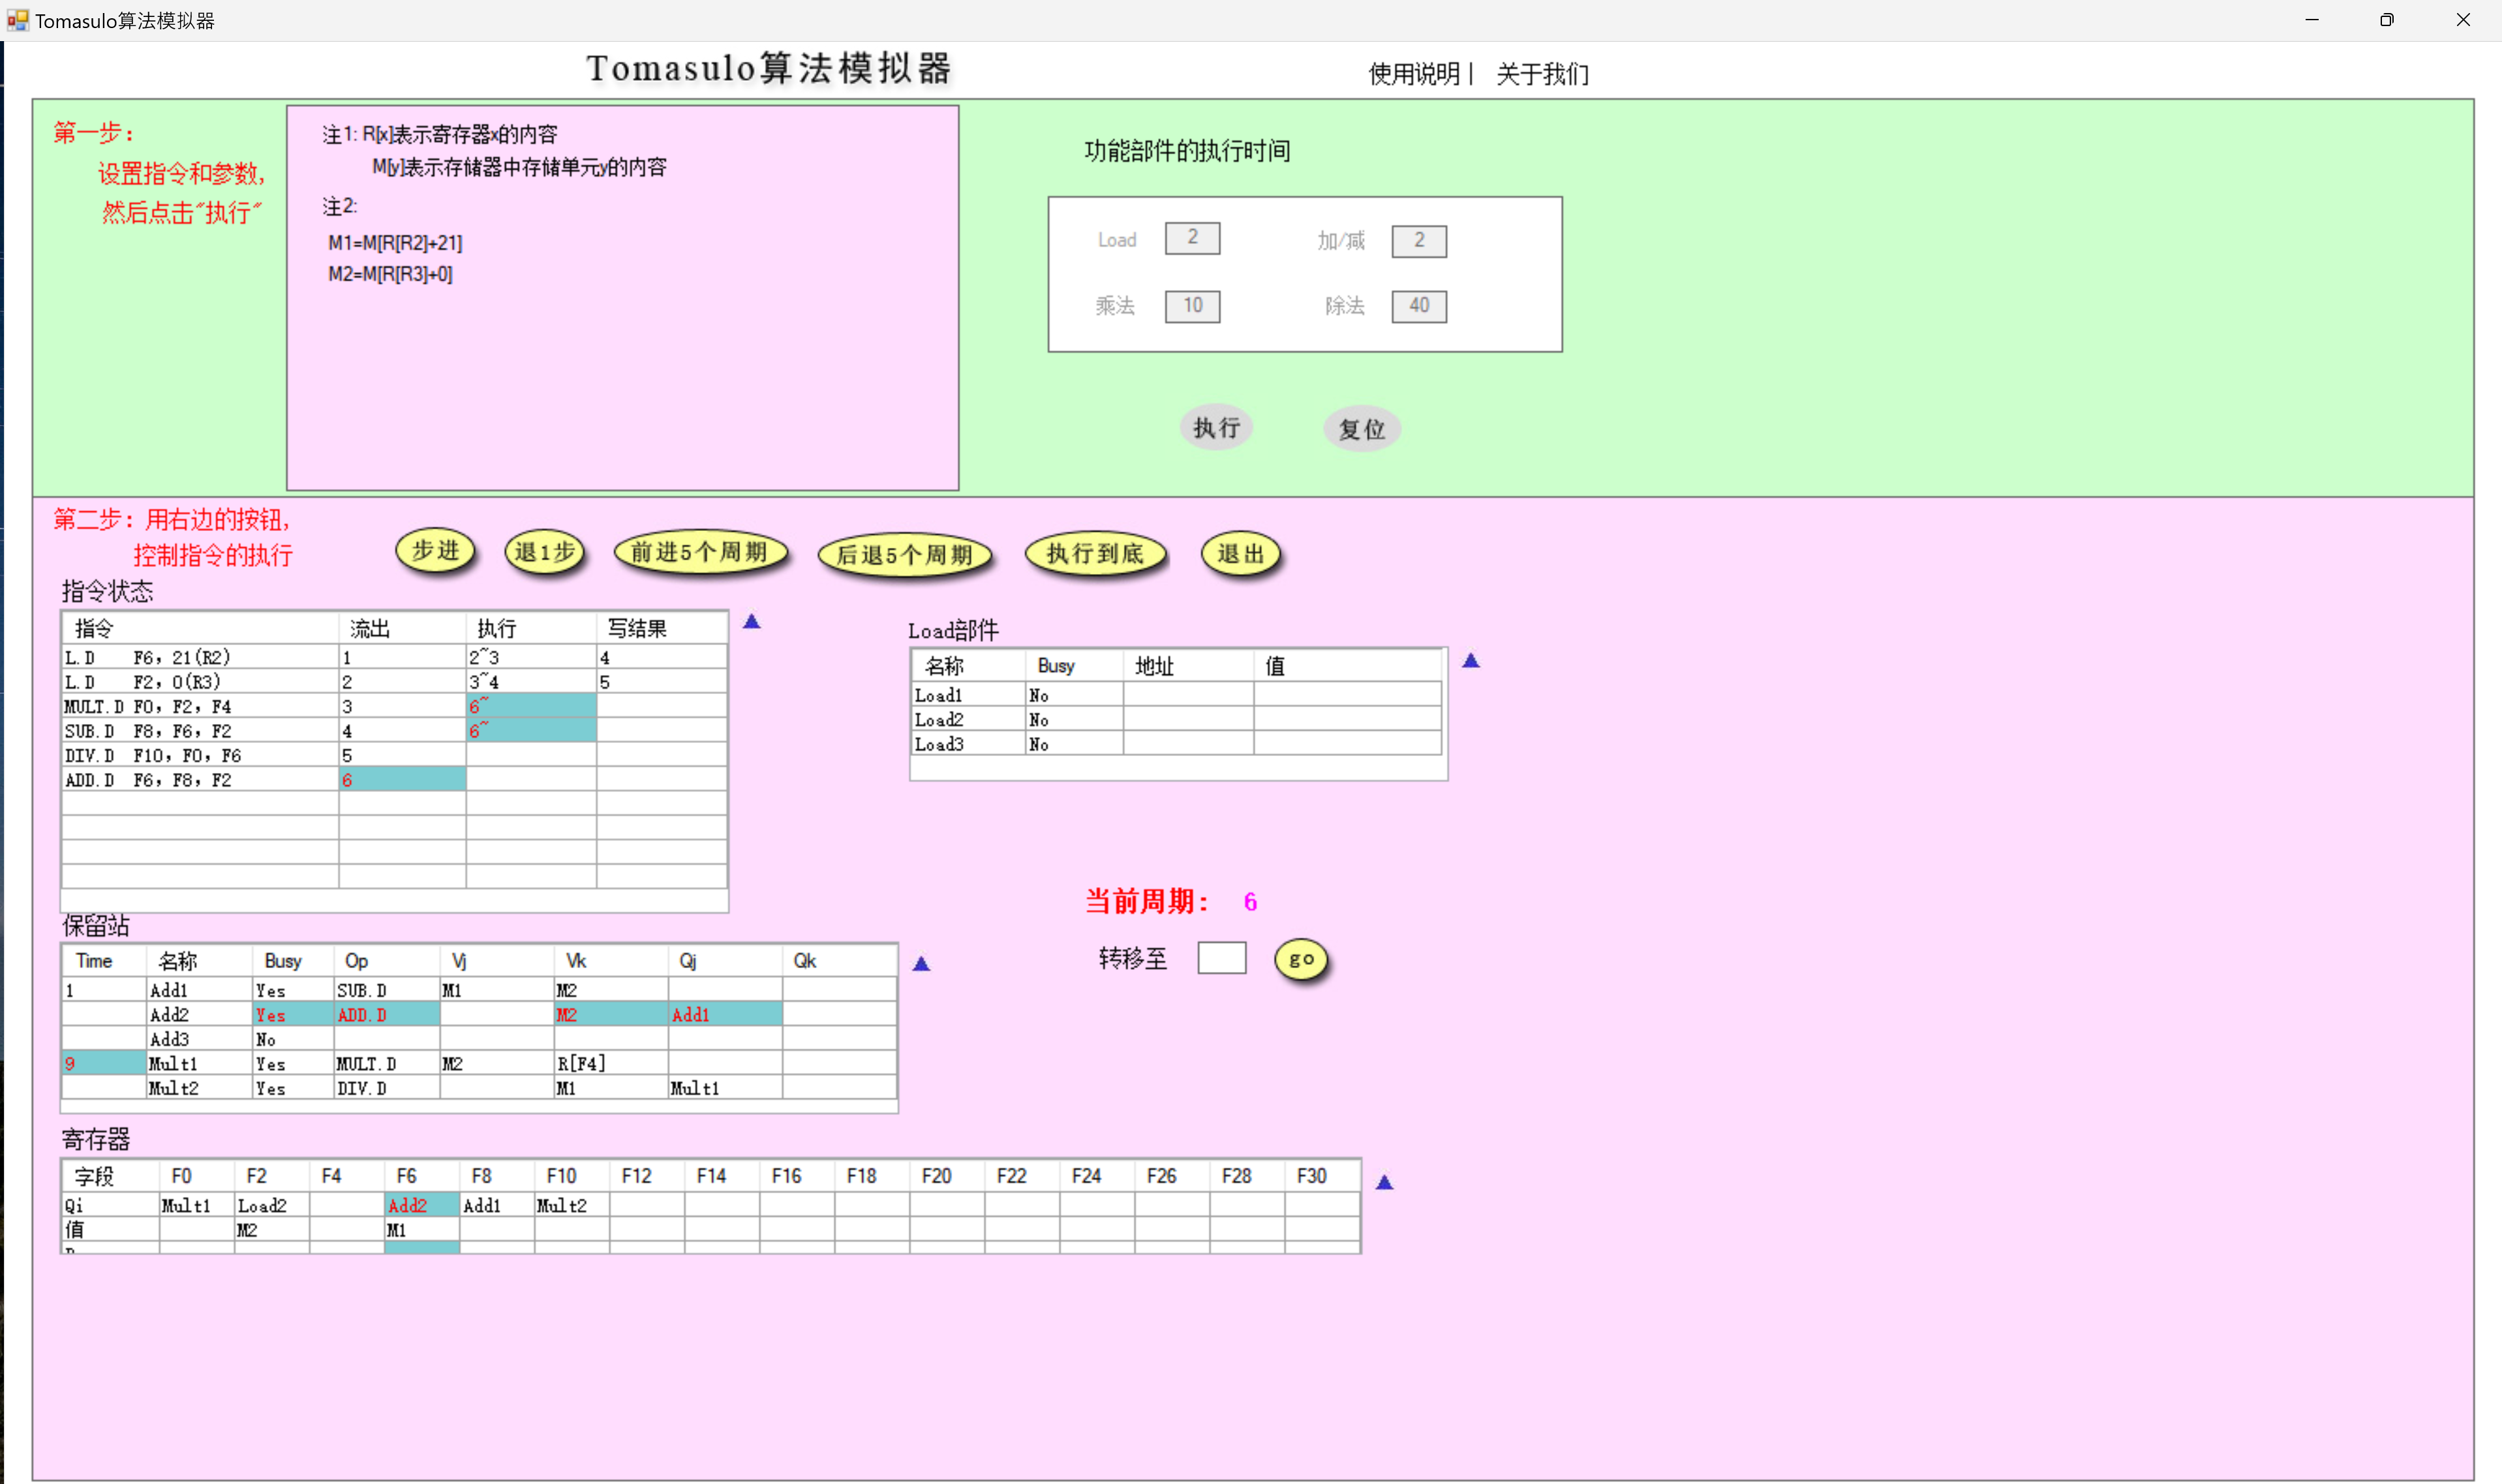 Tomasulo算法模拟器
Tomasulo算法模拟器
使用说明| 关于我们
第一步：
设置指令和参数，
然后点击"执行"
注1: R[x]表示寄存器x的内容
M[y]表示存储器中存储单元y的内容
注2:
M1=M[R[R2]+21]
M2=M[R[R3]+0]
功能部件的执行时间
Load 2 加/减 2
乘法 10 除法 40
执行 复位
第二步：用右边的按钮，
控制指令的执行
步进 退1步 前进5个周期 后退5个周期 执行到底 退出
指令状态
指令 流出 执行 写结果
L.D F6, 21(R2) 1 2~3 4
L.D F2, 0(R3) 2 3~4 5
MULT.D F0, F2, F4 3 6~
SUB.D F8, F6, F2 4 6~
DIV.D F10, F0, F6 5
ADD.D F6, F8, F2 6
Load部件
名称 Busy 地址 值
Load1 No
Load2 No
Load3 No
当前周期： 6
转移至 go
保留站
Time 名称 Busy Op Vj Vk Qj Qk
1 Add1 Yes SUB.D M1 M2
Add2 Yes ADD.D M2 Add1
Add3 No
9 Mult1 Yes MULT.D M2 R[F4]
Mult2 Yes DIV.D M1 Mult1
寄存器
字段 F0 F2 F4 F6 F8 F10 F12 F14 F16 F18 F20 F22 F24 F26 F28 F30
Qi Mult1 Load2 Add2 Add1 Mult2
值 M2 M1